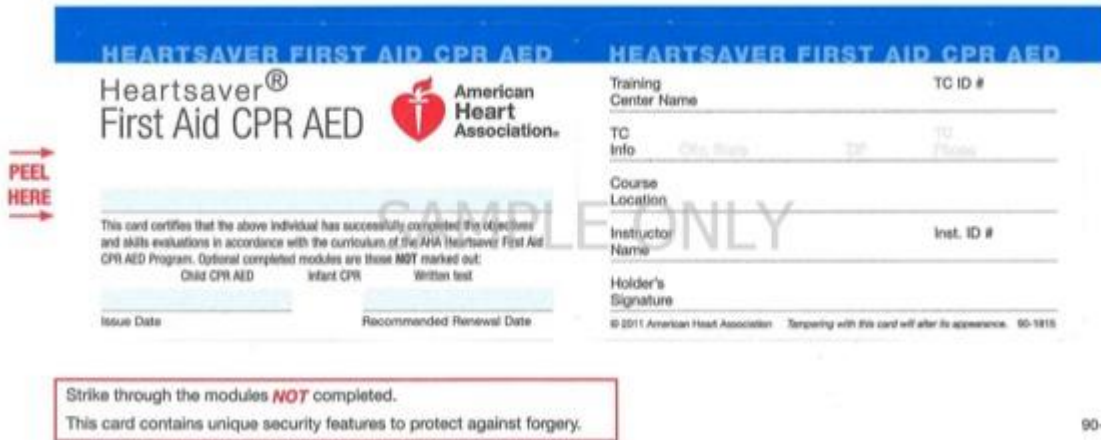 HEARTSAVER FIRST AID CPR AED
Heartsaver®
First Aid CPR AED
American
Heart
Association®
PEEL
HERE
This card certifies that the above individual has successfully completed the objectives
and skills evaluations in accordance with the curriculum of the AHA Heartsaver First Aid
CPR AED Program. Optional completed modules are those NOT marked out:
Child CPR AED Infant CPR Written test
Issue Date Recommended Renewal Date
HEARTSAVER FIRST AID CPR AED
Training
Center Name TC ID #
TC
Info City, State ZIP TC
Phone
Course
Location
Instructor
Name Inst. ID #
Holder's
Signature
© 2011 American Heart Association Tampering with this card will alter its appearance. 90-1815
SAMPLE ONLY
Strike through the modules NOT completed.
This card contains unique security features to protect against forgery.
90-